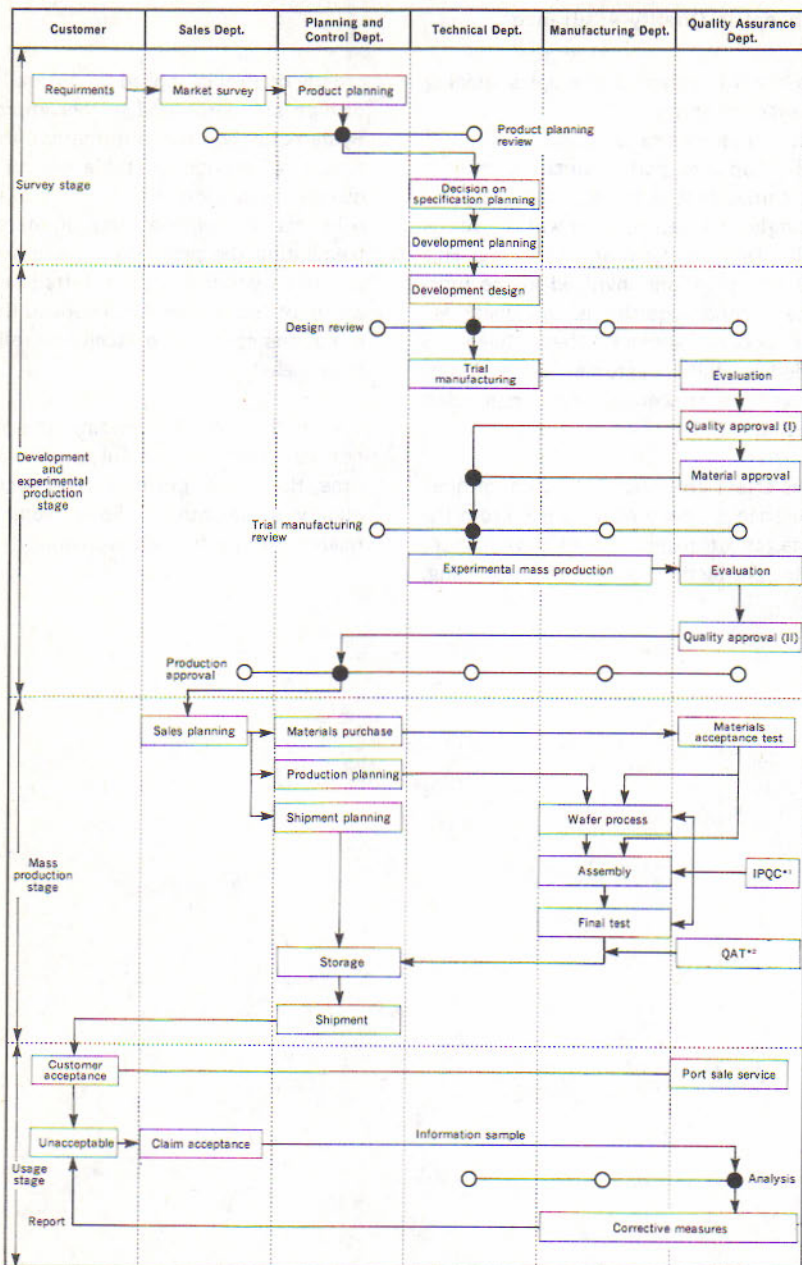 Customer
Sales Dept.
Planning and
Control Dept.
Technical Dept.
Manufacturing Dept.
Quality Assurance
Dept.
Survey stage
Requirments
Market survey
Product planning
Product planning
review
Decision on
specification planning
Development planning
Development
and
experimental
production
stage
Development design
Design review
Trial
manufacturing
Evaluation
Quality approval (I)
Material approval
Trial manufacturing
review
Experimental mass production
Evaluation
Quality approval (II)
Production
approval
Mass
production
stage
Sales planning
Materials purchase
Materials
acceptance test
Production planning
Shipment planning
Wafer process
Assembly
IPQC*1
Final test
QAT*2
Storage
Shipment
Usage
stage
Customer
acceptance
Port sale service
Unacceptable
Claim acceptance
Information sample
Analysis
Report
Corrective measures